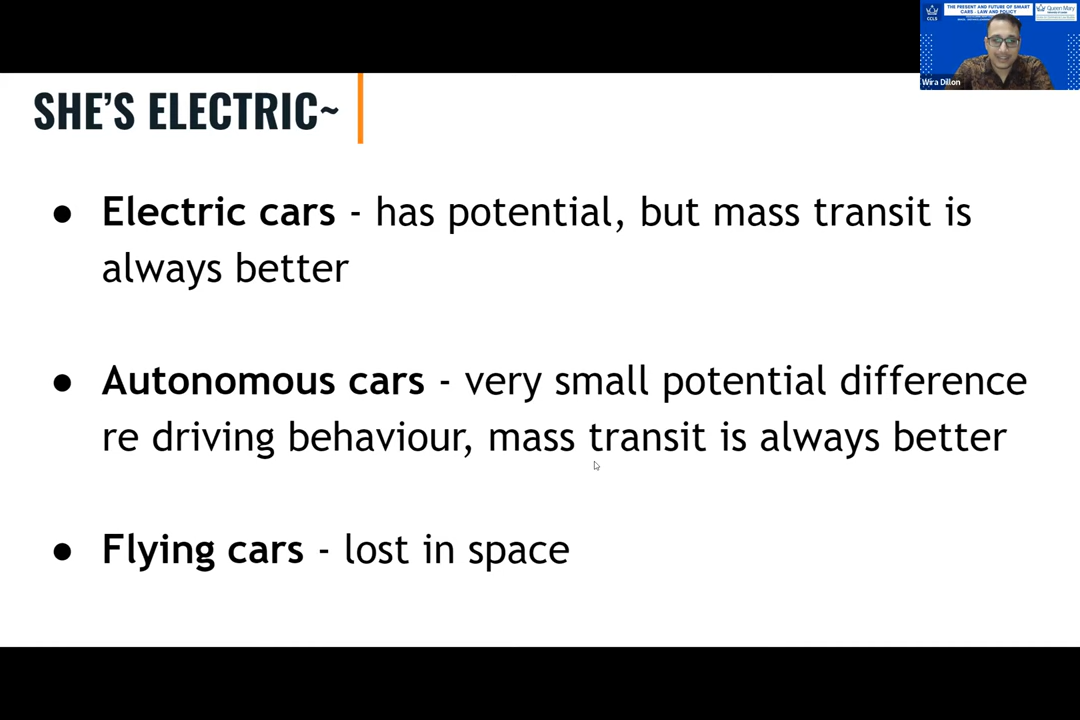 THE PRESENT AND FUTURE OF SMART
CARS - LAW AND POLICY
CCLS
Queen Mary
Wira Dillon
SHE'S ELECTRIC~
● Electric cars - has potential, but mass transit is
always better
● Autonomous cars - very small potential difference
re driving behaviour, mass transit is always better
● Flying cars - lost in space